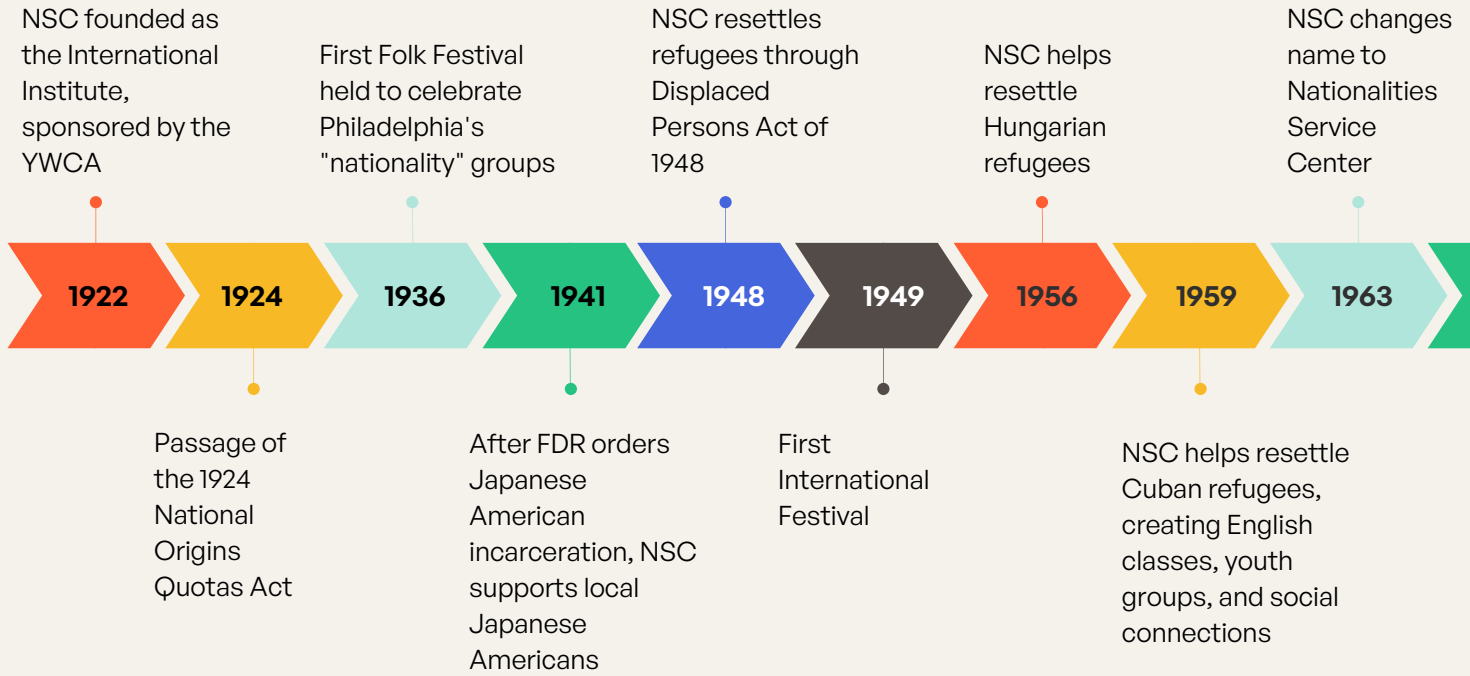 NSC founded as
the International
Institute,
sponsored by the
YWCA
First Folk Festival
held to celebrate
Philadelphia's
"nationality" groups
NSC resettles
refugees through
Displaced
Persons Act of
1948
NSC helps
resettle
Hungarian
refugees
NSC changes
name to
Nationalities
Service
Center
1922
1924
1936
1941
1948
1949
1956
1959
1963
Passage of
the 1924
National
Origins
Quotas Act
After FDR orders
Japanese
American
incarceration, NSC
supports local
Japanese
Americans
First
International
Festival
NSC helps resettle
Cuban refugees,
creating English
classes, youth
groups, and social
connections